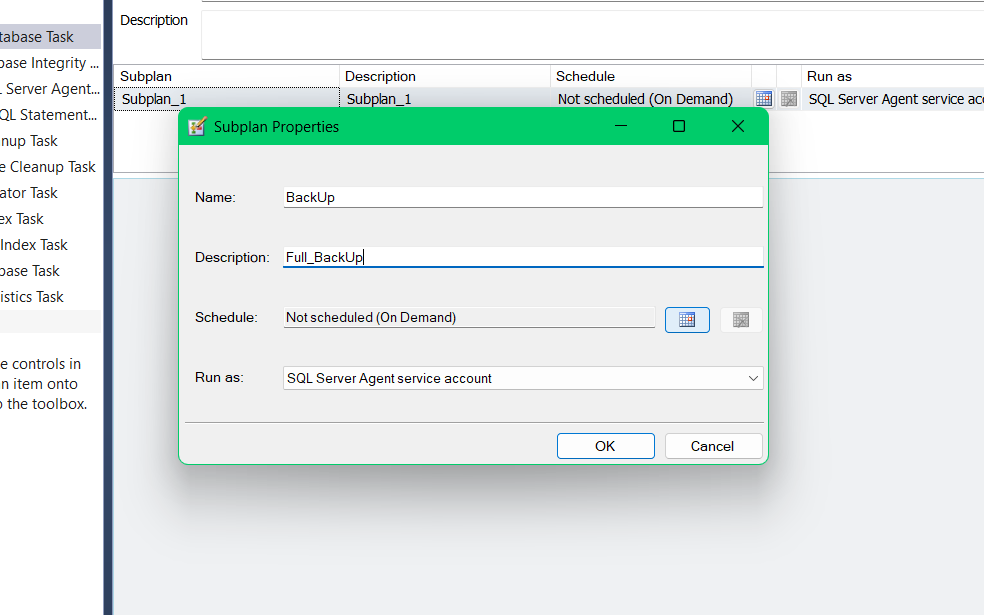 Description
Subplan Description Schedule Run as
Subplan_1 Subplan_1 Not scheduled (On Demand) SQL Server Agent service acc
tabase Task
base Integrity ...
L Server Agent...
QL Statement...
nup Task
e Cleanup Task
ator Task
ex Task
Index Task
base Task
istics Task
e controls in
n item onto
o the toolbox.
Subplan Properties
Name: BackUp
Description: Full_BackUp
Schedule: Not scheduled (On Demand)
Run as: SQL Server Agent service account
OK Cancel